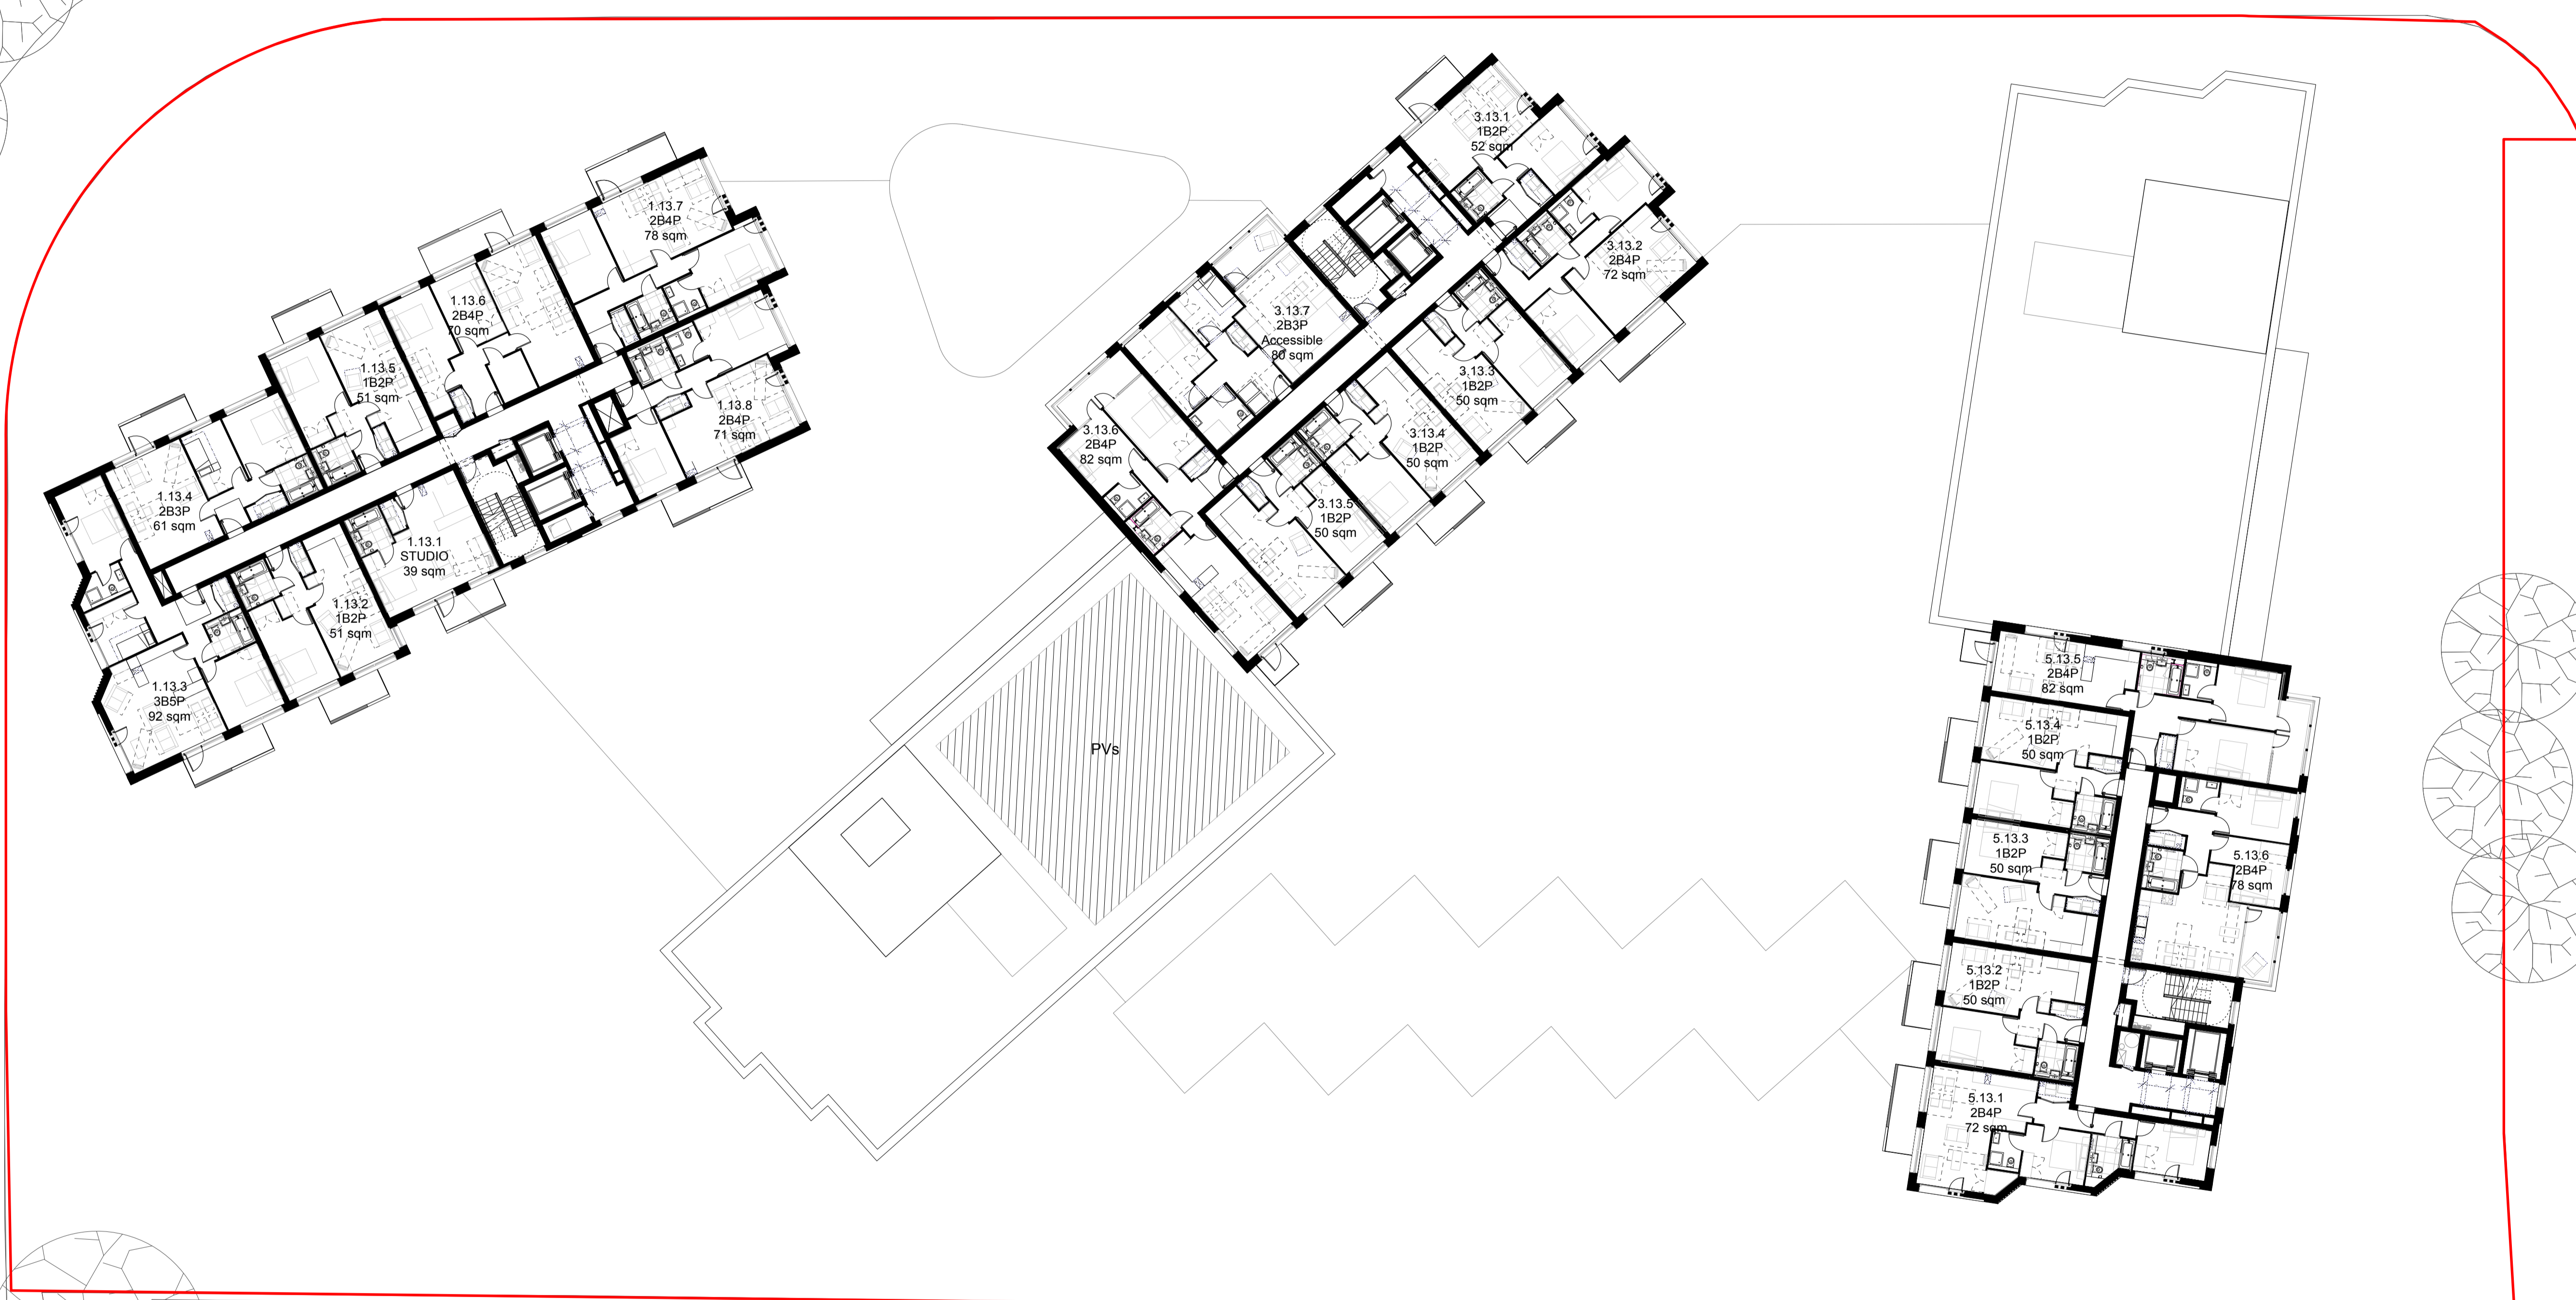 1.13.7
2B4P
78 sqm
1.13.6
2B4P
70 sqm
1.13.5
1B2P
51 sqm
1.13.8
2B4P
71 sqm
1.13.4
2B3P
61 sqm
1.13.1
STUDIO
39 sqm
1.13.2
1B2P
51 sqm
1.13.3
3B5P
92 sqm
3.13.1
1B2P
52 sqm
3.13.2
2B4P
72 sqm
3.13.7
2B3P
Accessible
80 sqm
3.13.3
1B2P
50 sqm
3.13.6
2B4P
82 sqm
3.13.4
1B2P
50 sqm
3.13.5
1B2P
50 sqm
PVs
5.13.5
2B4P
82 sqm
5.13.4
1B2P
50 sqm
5.13.3
1B2P
50 sqm
5.13.6
2B4P
78 sqm
5.13.2
1B2P
50 sqm
5.13.1
2B4P
72 sqm